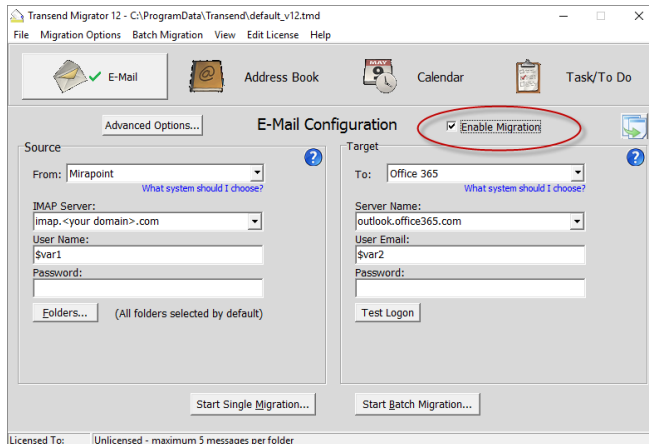 Transend Migrator 12 - C:\ProgramData\Transend\default_v12.tmd
File Migration Options Batch Migration View Edit License Help
E-Mail
Address Book
MAY
Calendar
Task/To Do
Advanced Options...
E-Mail Configuration
Enable Migration
Source
From: Mirapoint
What system should I choose?
IMAP Server:
imap.<your domain>.com
User Name:
$var1
Password:
Folders... (All folders selected by default)
Target
To: Office 365
What system should I choose?
Server Name:
outlook.office365.com
User Email:
$var2
Password:
Test Logon
Start Single Migration...
Start Batch Migration...
Licensed To: Unlicensed - maximum 5 messages per folder